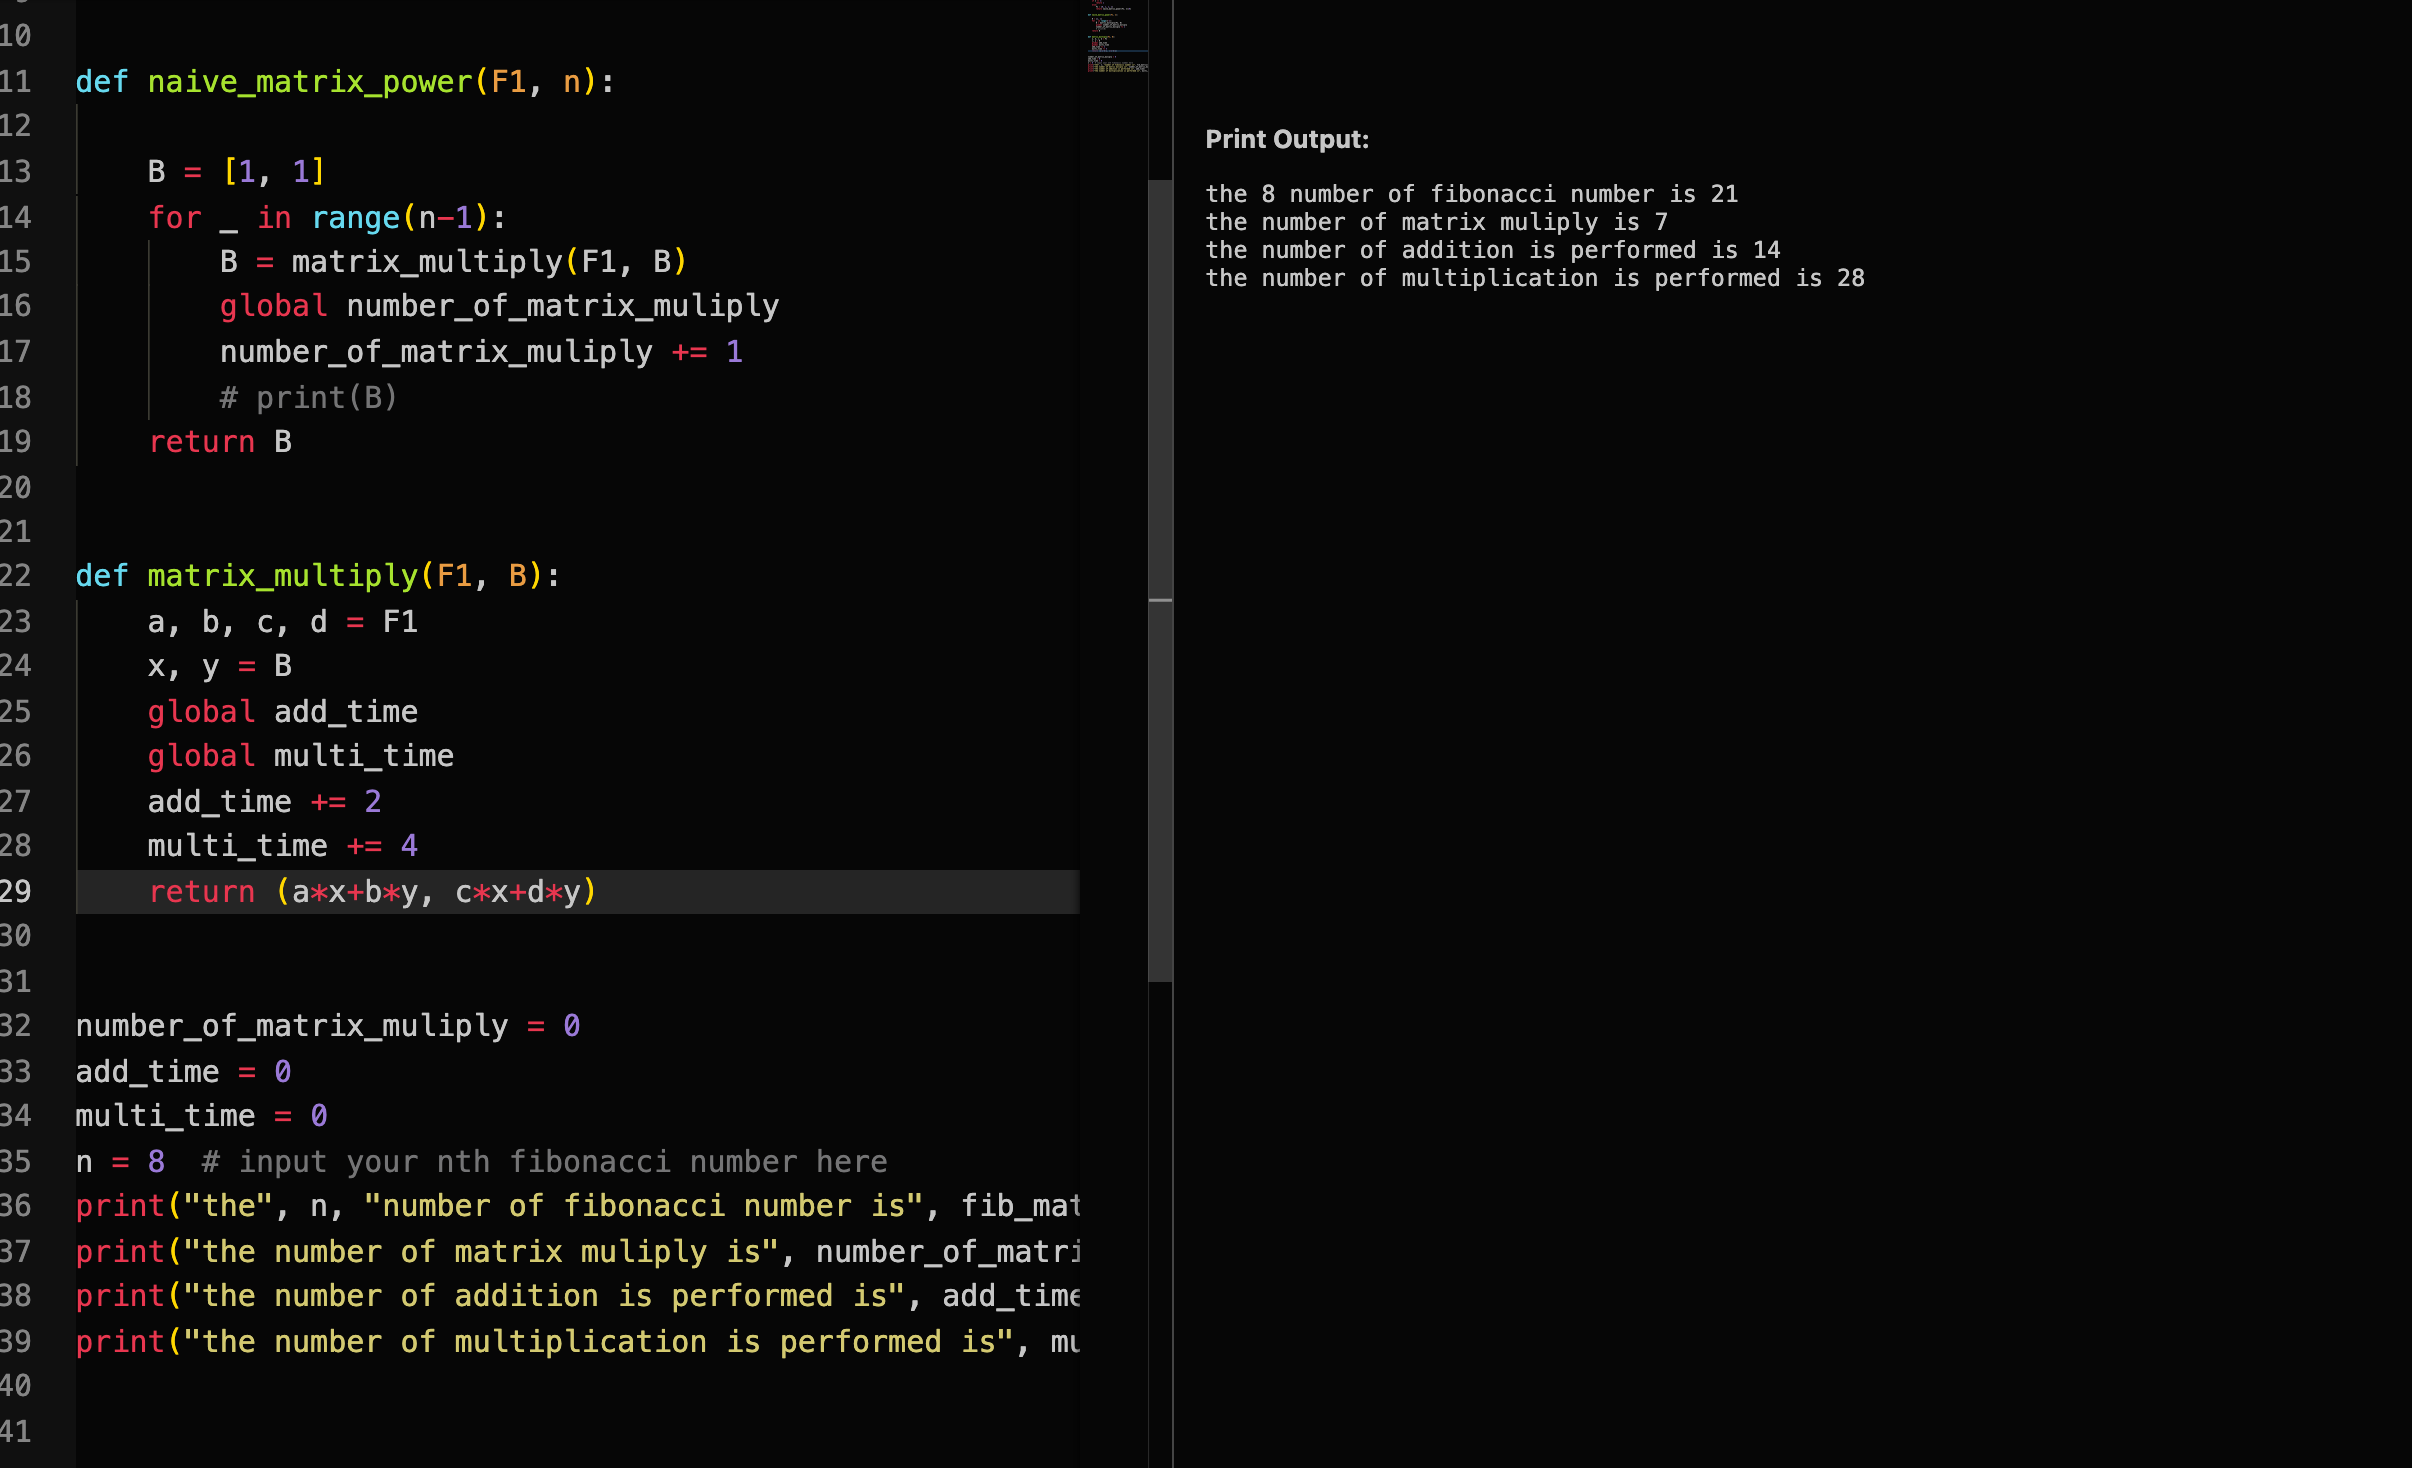 10
11 def naive_matrix_power(F1, n):
12
13     B = [1, 1]
14     for _ in range(n-1):
15         B = matrix_multiply(F1, B)
16         global number_of_matrix_muliply
17         number_of_matrix_muliply += 1
18         # print(B)
19     return B
20
21
22 def matrix_multiply(F1, B):
23     a, b, c, d = F1
24     x, y = B
25     global add_time
26     global multi_time
27     add_time += 2
28     multi_time += 4
29     return (a*x+b*y, c*x+d*y)
30
31
32 number_of_matrix_muliply = 0
33 add_time = 0
34 multi_time = 0
35 n = 8  # input your nth fibonacci number here
36 print("the", n, "number of fibonacci number is", fib_mat
37 print("the number of matrix muliply is", number_of_matri
38 print("the number of addition is performed is", add_time
39 print("the number of multiplication is performed is", mu
40
41
Print Output:
the 8 number of fibonacci number is 21
the number of matrix muliply is 7
the number of addition is performed is 14
the number of multiplication is performed is 28